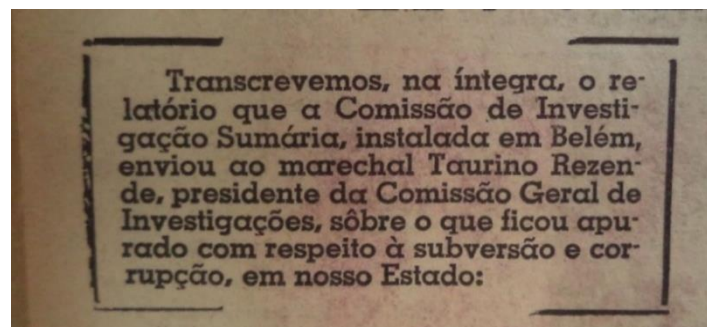 Transcrevemos, na íntegra, o re-
latório que a Comissão de Investi-
gação Sumária, instalada em Belém,
enviou ao marechal Taurino Rezen-
de, presidente da Comissão Geral de
Investigações, sôbre o que ficou apu-
rado com respeito à subversão e cor-
rupção, em nosso Estado: